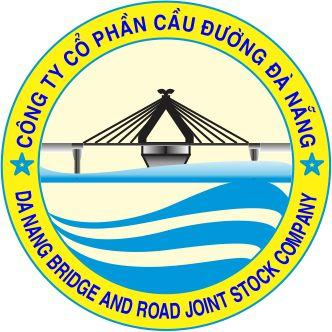 CÔNG TY CỔ PHẦN CẦU ĐƯỜNG ĐÀ NẴNG
DA NANG BRIDGE AND ROAD JOINT STOCK COMPANY